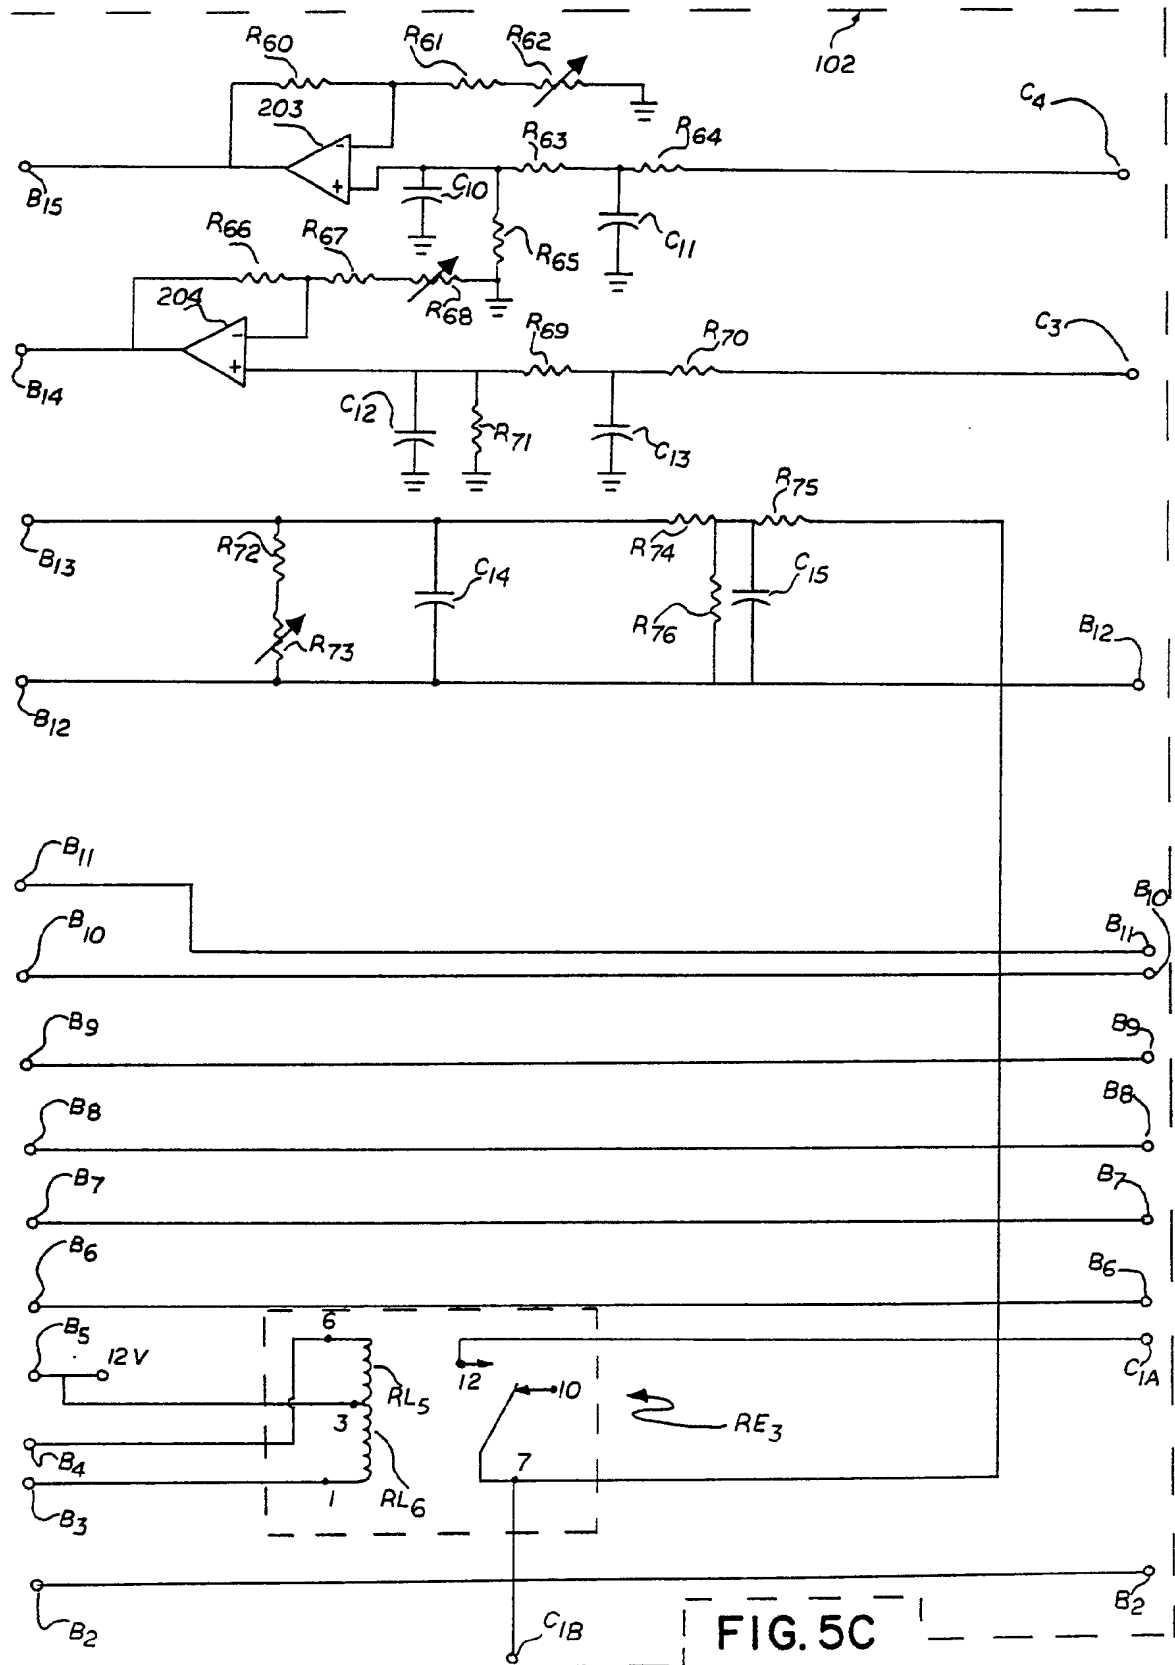 R60
R61
R62
102
C4
203
R63
R64
B15
C10
R66
R67
R65
C11
204
R68
R69
R70
C3
B14
C12
R71
C13
R75
B13
R72
R74
C14
C15
R73
R76
B12
B12
B11
B10
B10
B11
B9
B9
B8
B8
B7
B7
B6
B6
6
B5
12V
12
10
C1A
RL5
3
RE3
B4
7
1
RL6
B3
B2
B2
C1B
FIG. 5C
- + - +